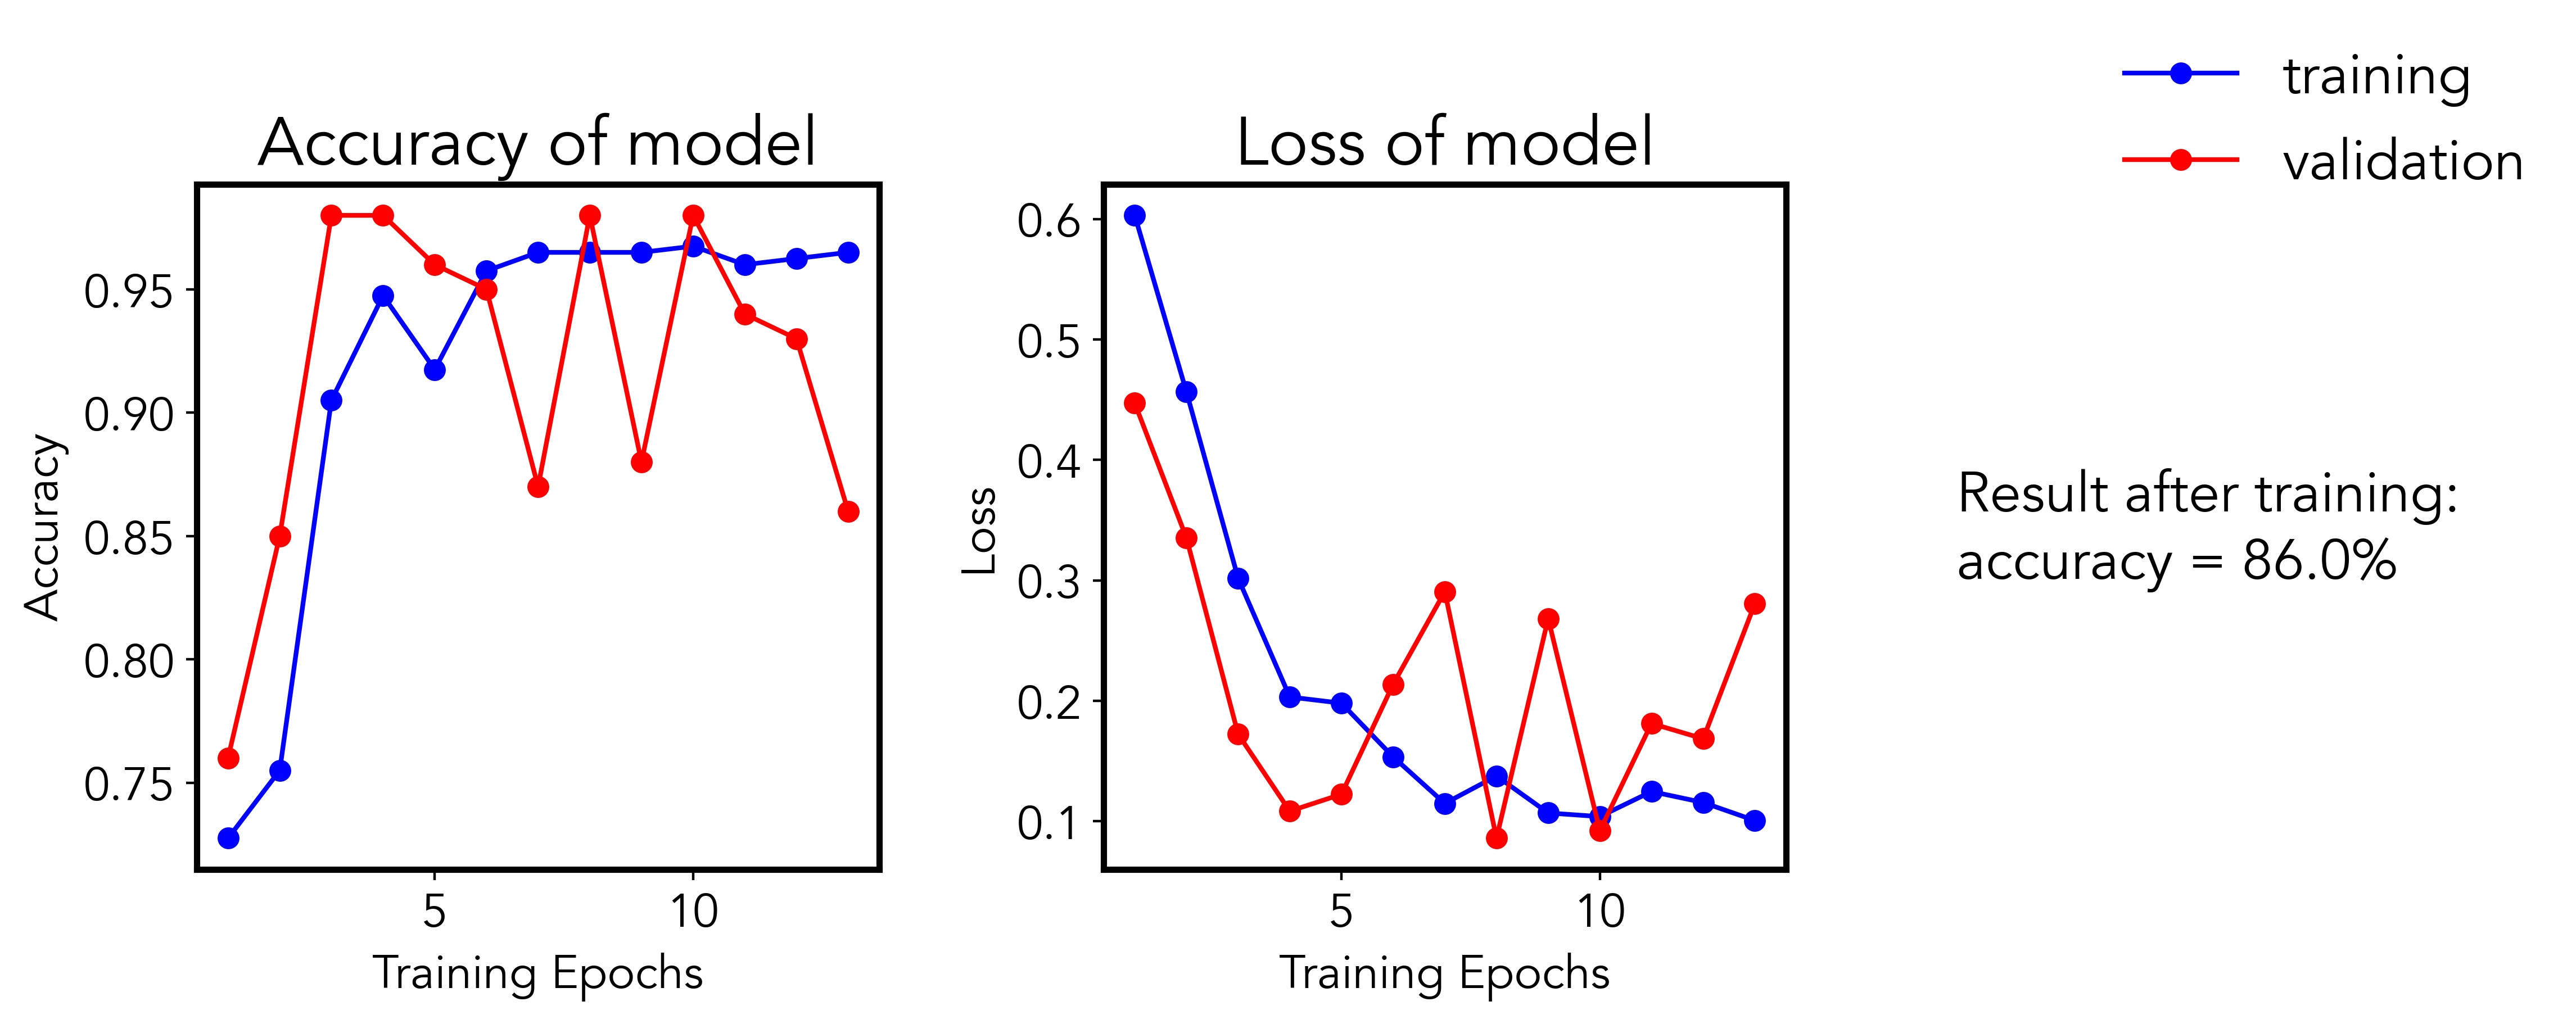 training
validation
Accuracy of model
Loss of model
Accuracy
0.95
0.90
0.85
0.80
0.75
5 10
Training Epochs
Loss
0.6
0.5
0.4
0.3
0.2
0.1
5 10
Training Epochs
Result after training:
accuracy = 86.0%